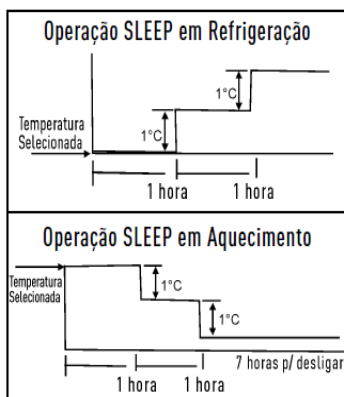 Operação SLEEP em Refrigeração
1°C
Temperatura
Selecionada
1°C
1 hora
1 hora
Operação SLEEP em Aquecimento
Temperatura
Selecionada
1°C
1°C
7 horas p/ desligar
1 hora
1 hora